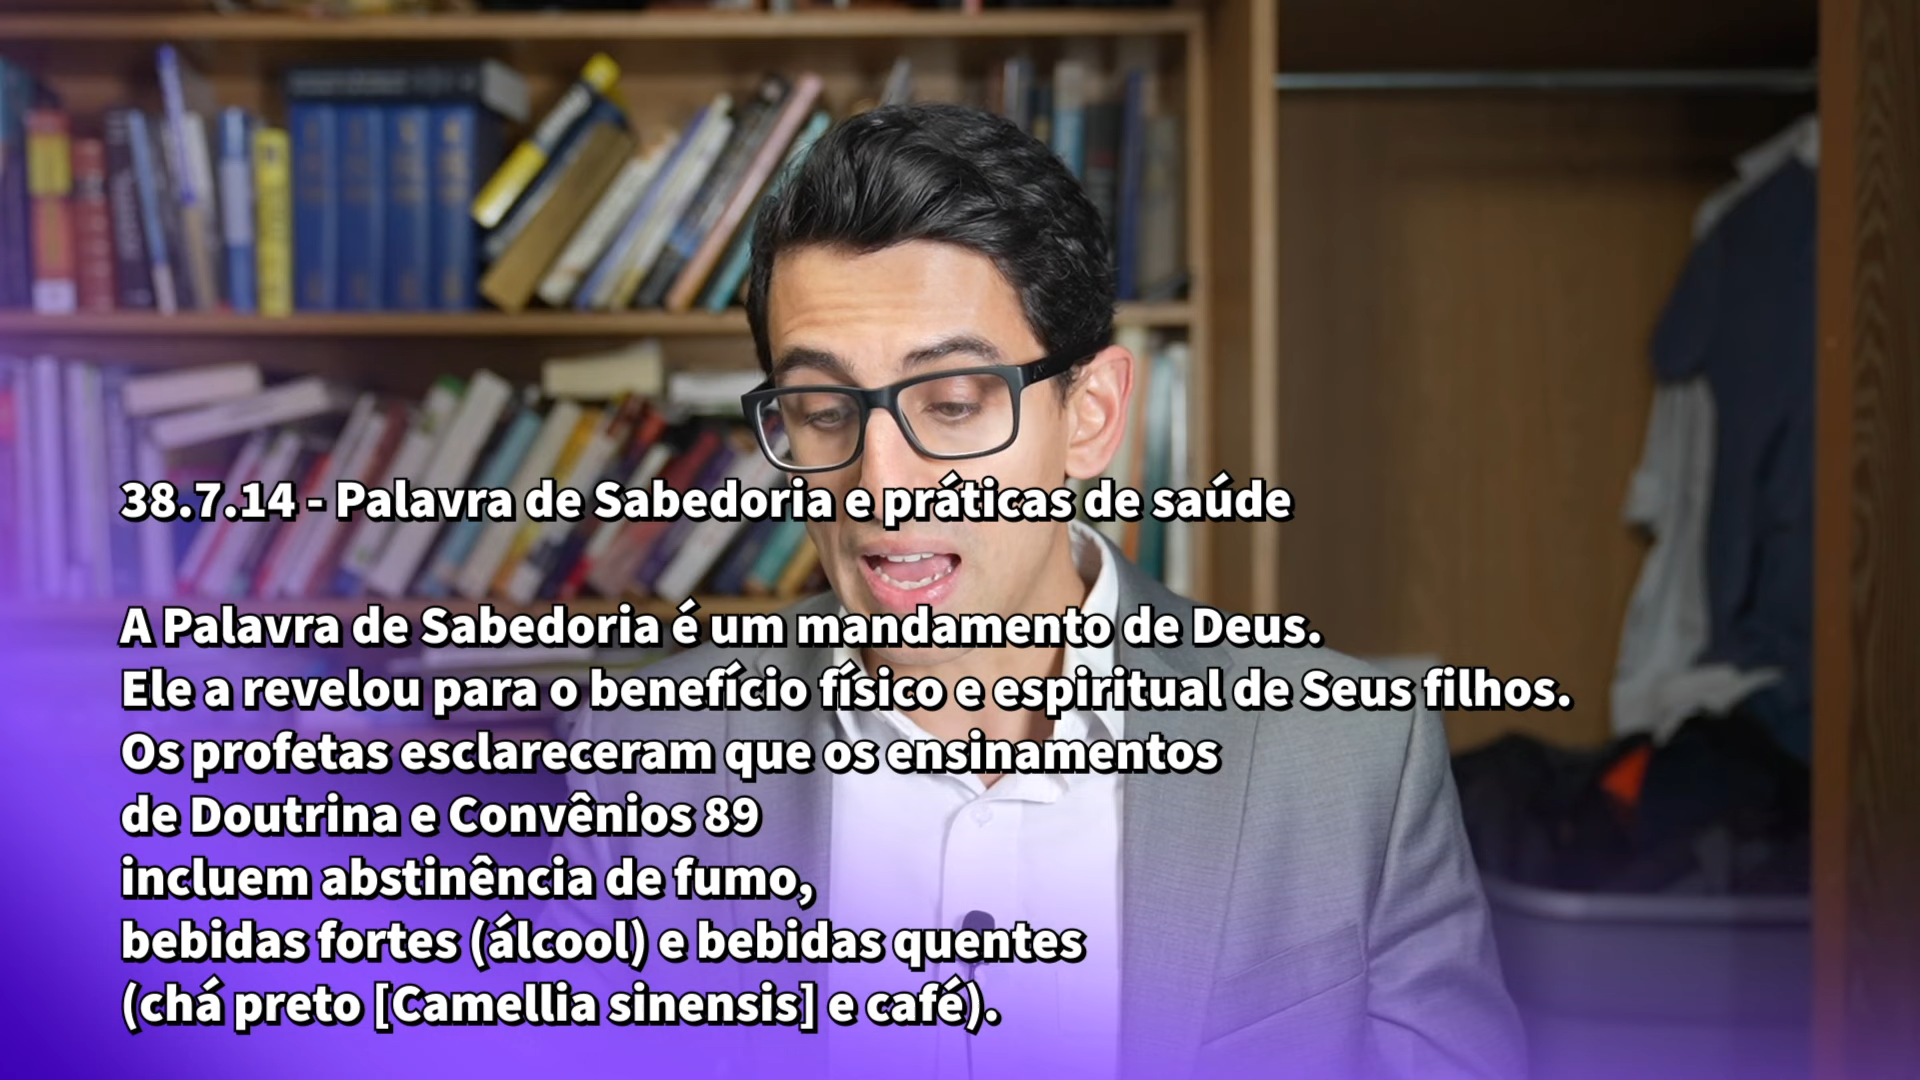 38.7.14 - Palavra de Sabedoria e práticas de saúde
A Palavra de Sabedoria é um mandamento de Deus.
Ele a revelou para o benefício físico e espiritual de Seus filhos.
Os profetas esclareceram que os ensinamentos
de Doutrina e Convênios 89
incluem abstinência de fumo,
bebidas fortes (álcool) e bebidas quentes
(chá preto [Camellia sinensis] e café).